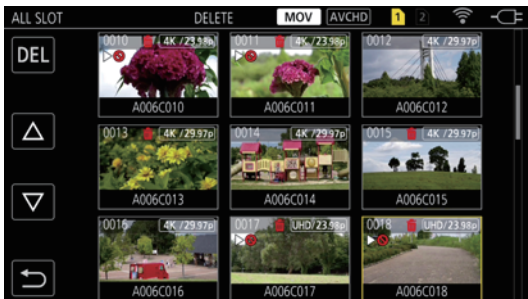 ALL SLOT DELETE MOV AVCHD 1 2
DEL
0010 4K /23.98p 0011 4K /23.98p 0012 4K /29.97p
A006C010 A006C011 A006C012
0013 4K /29.97p 0014 4K /29.97p 0015 4K /29.97p
A006C013 A006C014 A006C015
0016 4K /29.97p 0017 UHD/23.98p 0018 UHD/23.98p
A006C016 A006C017 A006C018